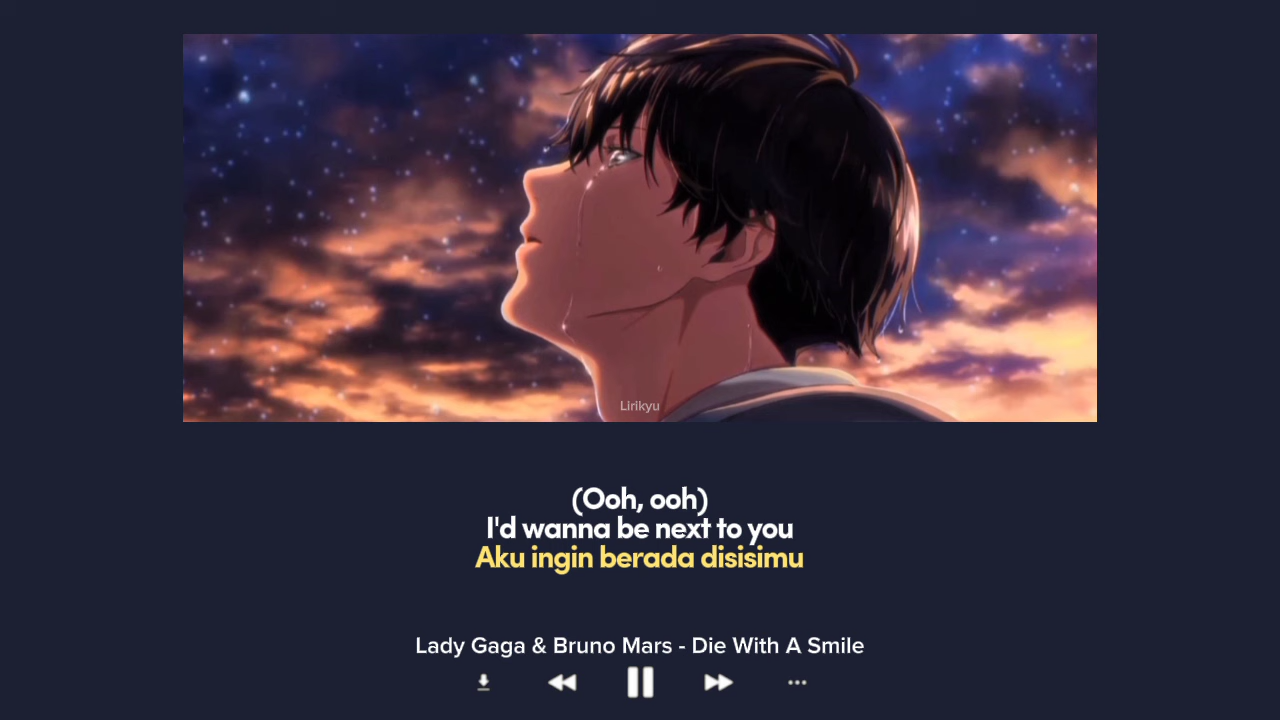 Lirikyu
(Ooh, ooh)
I'd wanna be next to you
Aku ingin berada disisimu
Lady Gaga & Bruno Mars - Die With A Smile